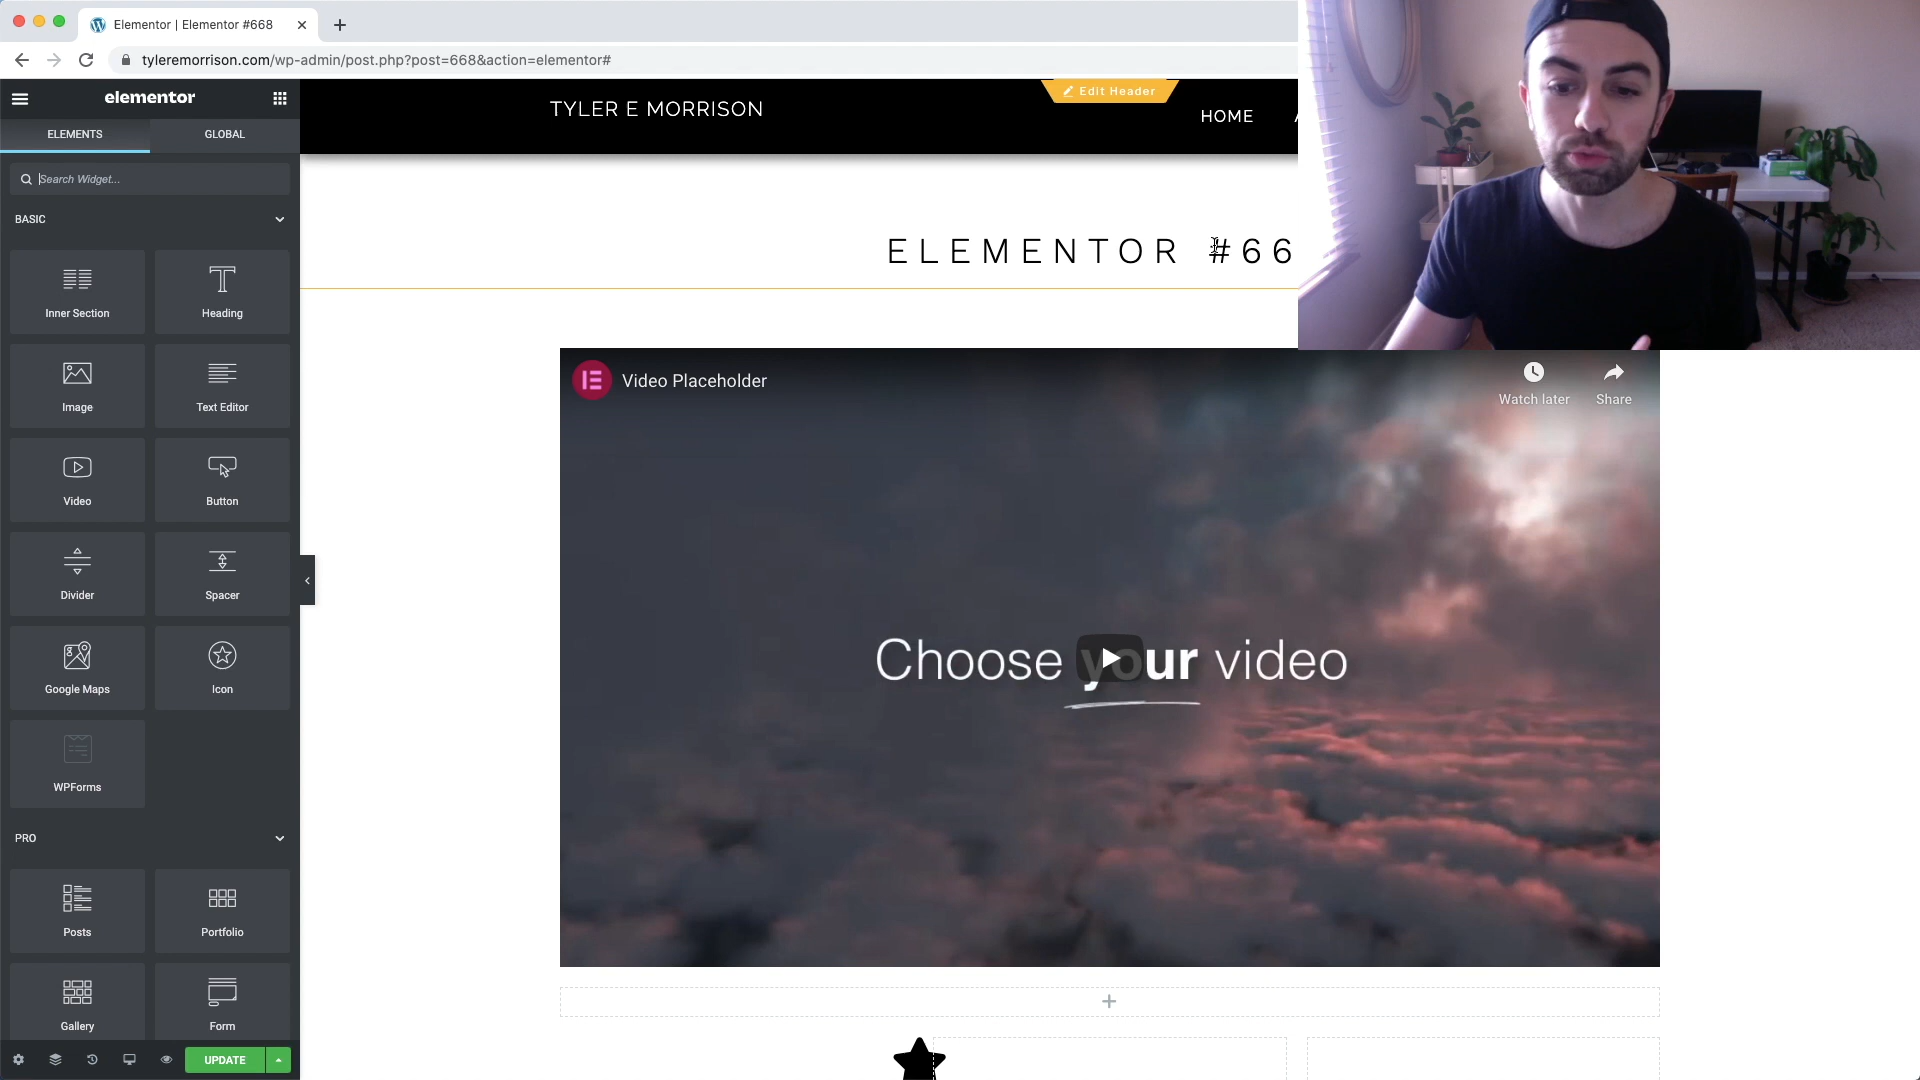 Elementor | Elementor #668
tyleremorrison.com/wp-admin/post.php?post=668&action=elementor#
elementor
ELEMENTS
GLOBAL
Search Widget...
BASIC
Inner Section
Heading
Image
Text Editor
Video
Button
Divider
Spacer
Google Maps
Icon
WPForms
PRO
Posts
Portfolio
Gallery
Form
UPDATE
TYLER E MORRISON
Edit Header
HOME
ELEMENTOR #66
Video Placeholder
Watch later
Share
Choose your video